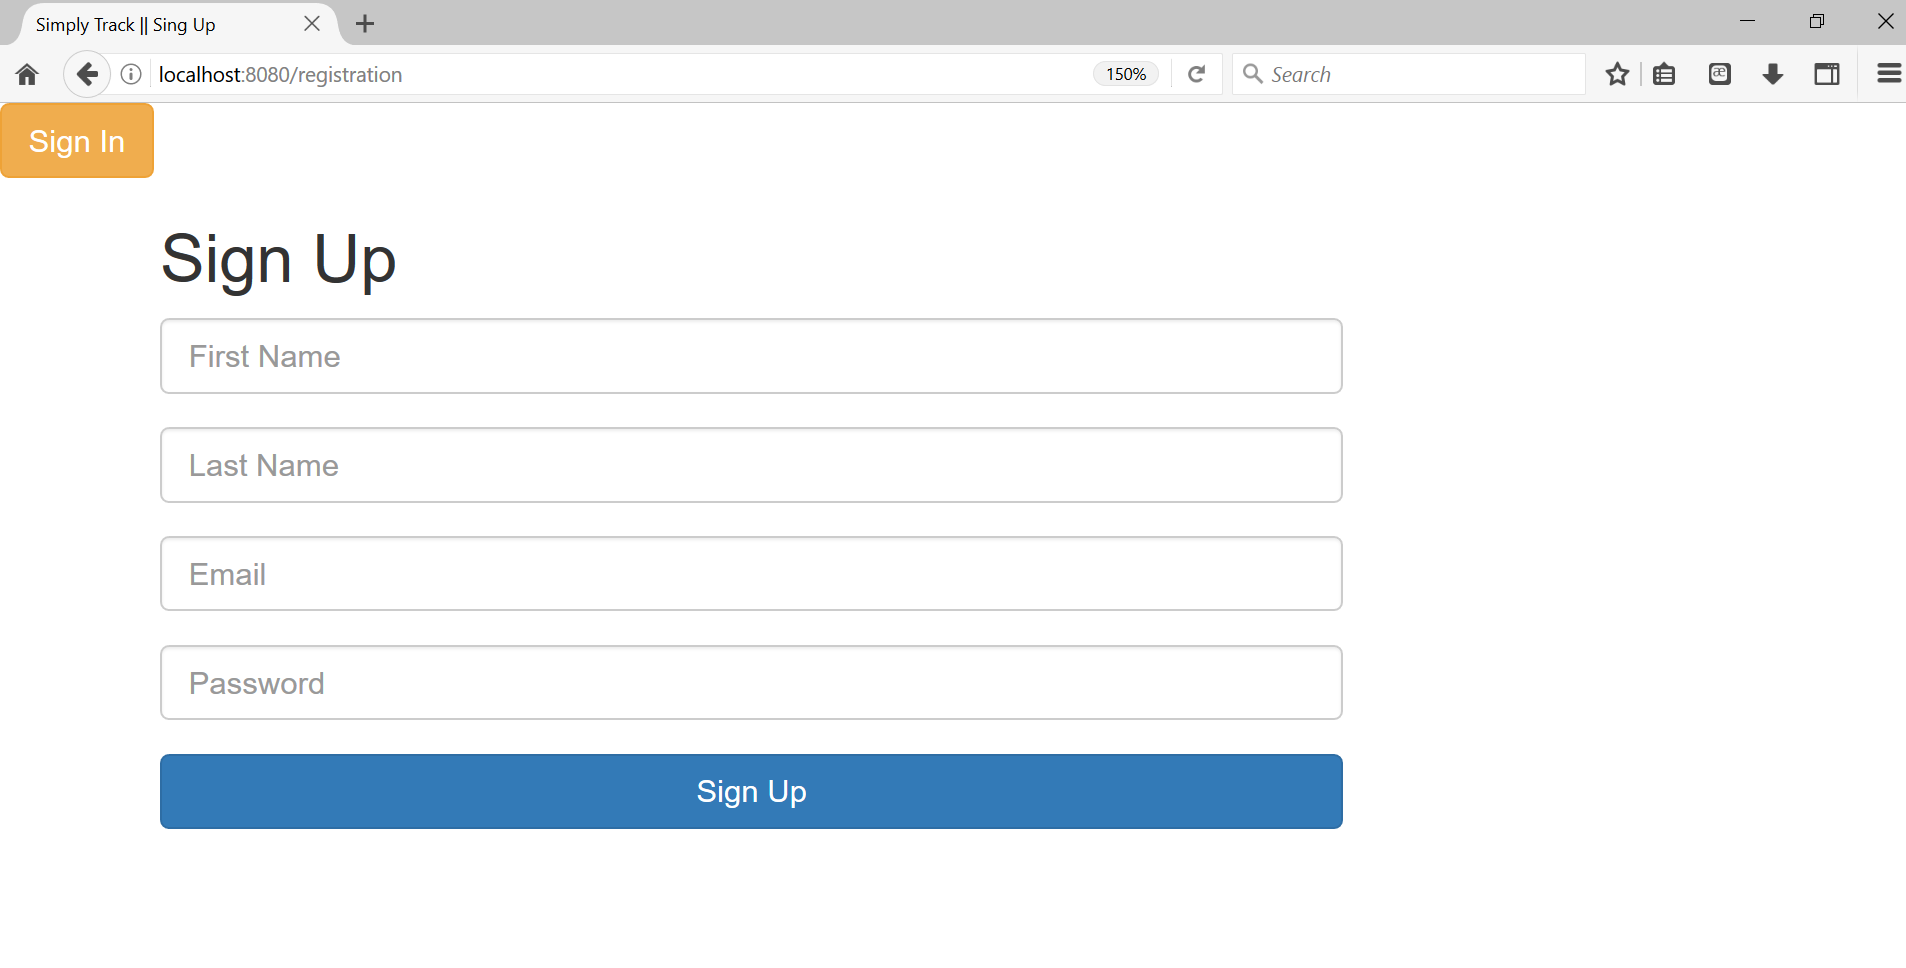 Simply Track || Sing Up
localhost:8080/registration
150%
Search
æ
Sign In
Sign Up
First Name
Last Name
Email
Password
Sign Up